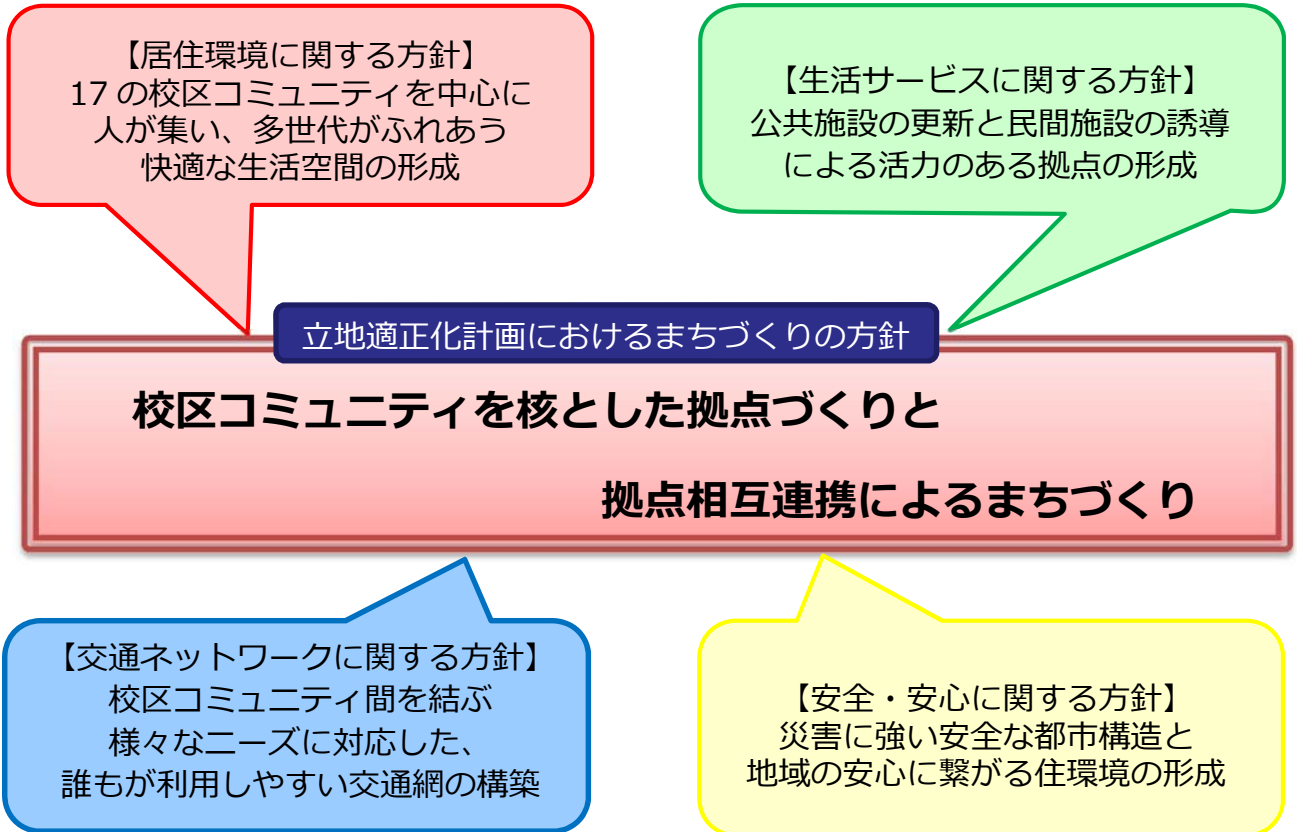 【居住環境に関する方針】
17 の校区コミュニティを中心に
人が集い、多世代がふれあう
快適な生活空間の形成
【生活サービスに関する方針】
公共施設の更新と民間施設の誘導
による活力のある拠点の形成
立地適正化計画におけるまちづくりの方針
校区コミュニティを核とした拠点づくりと
拠点相互連携によるまちづくり
【交通ネットワークに関する方針】
校区コミュニティ間を結ぶ
様々なニーズに対応した、
誰もが利用しやすい交通網の構築
【安全・安心に関する方針】
災害に強い安全な都市構造と
地域の安心に繋がる住環境の形成